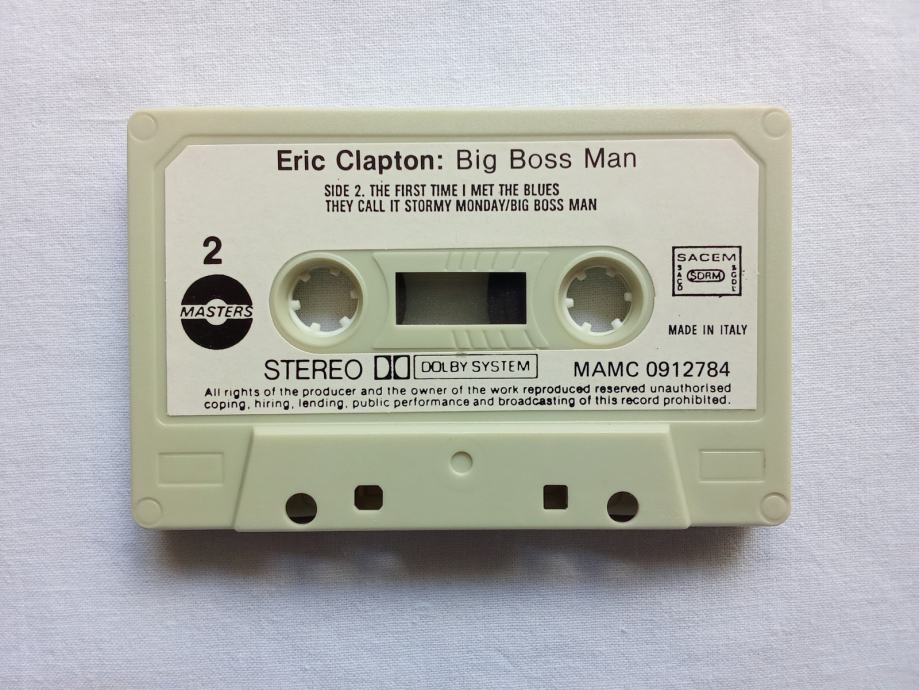 Eric Clapton: Big Boss Man
SIDE 2. THE FIRST TIME I MET THE BLUES
THEY CALL IT STORMY MONDAY/BIG BOSS MAN
2
MASTERS
SACEM
SACD
SDRM
SGDL
MADE IN ITALY
STEREO
DOLBY SYSTEM
MAMC 0912784
All rights of the producer and the owner of the work reproduced reserved unauthorised
coping, hiring, lending, public performance and broadcasting of this record prohibited.